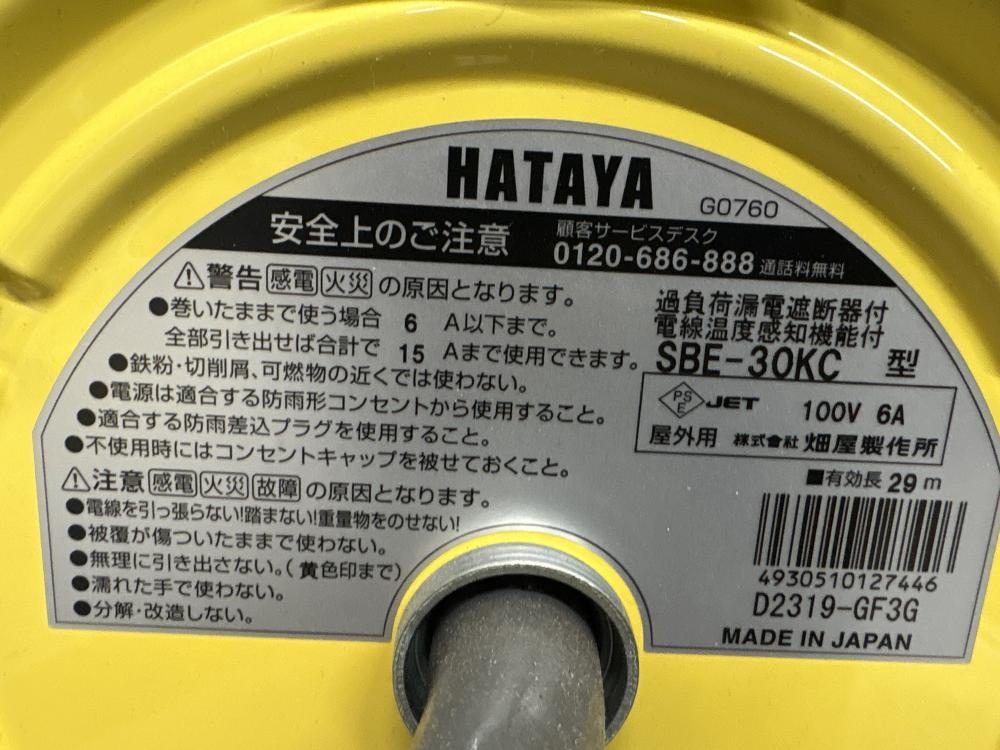 HATAYA
G0760
安全上のご注意
顧客サービスデスク
0120-686-888 通話料無料
⚠警告 感電 火災 の原因となります。
●巻いたままで使う場合 6 A以下まで。
全部引き出せば合計で 15 Aまで使用できます。
●鉄粉・切削屑、可燃物の近くでは使わない。
●電源は適合する防雨形コンセントから使用すること。
●適合する防雨差込プラグを使用すること。
●不使用時にはコンセントキャップを被せておくこと。
⚠注意 感電 火災 故障 の原因となります。
●電線を引っ張らない!踏まない!重量物をのせない!
●被覆が傷ついたままで使わない。
●無理に引き出さない。(黄色印まで)
●濡れた手で使わない。
●分解・改造しない。
過負荷漏電遮断器付
電線温度感知機能付
SBE-30KC 型
PS
E
JET 100V 6A
屋外用 株式会社 畑屋製作所
■有効長 29 m
4930510127446
D2319-GF3G
MADE IN JAPAN